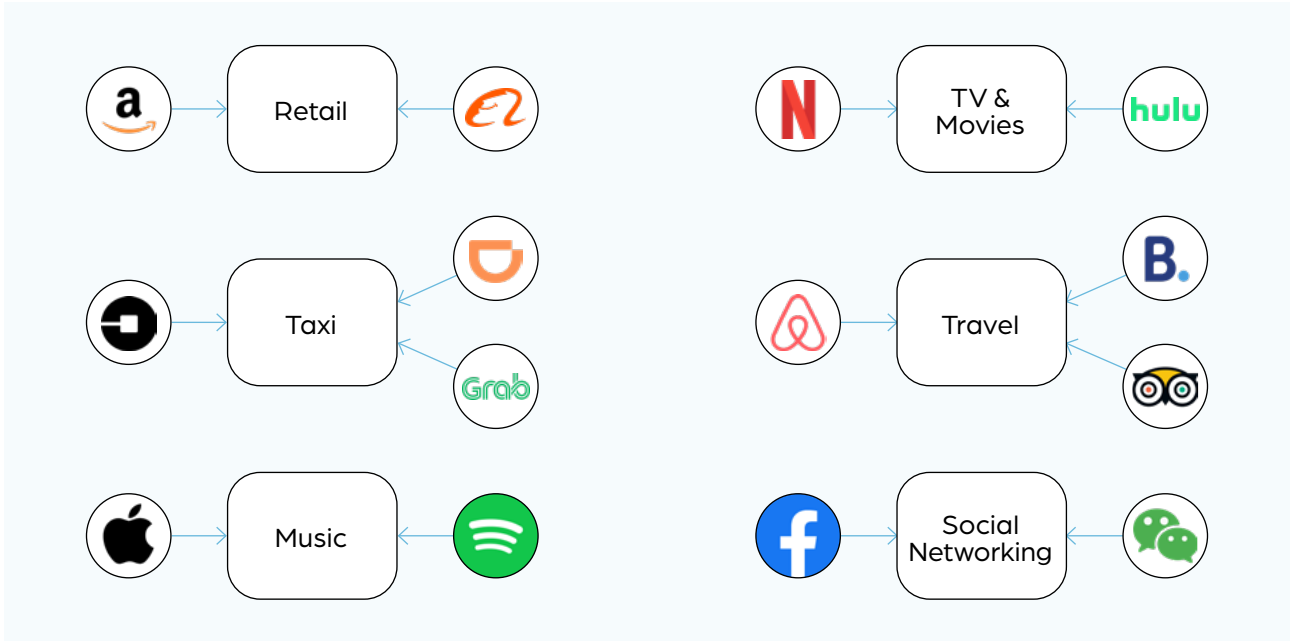 a
Retail
N
TV &
Movies
hulu
Taxi
Grab
Travel
B.
Music
f
Social
Networking